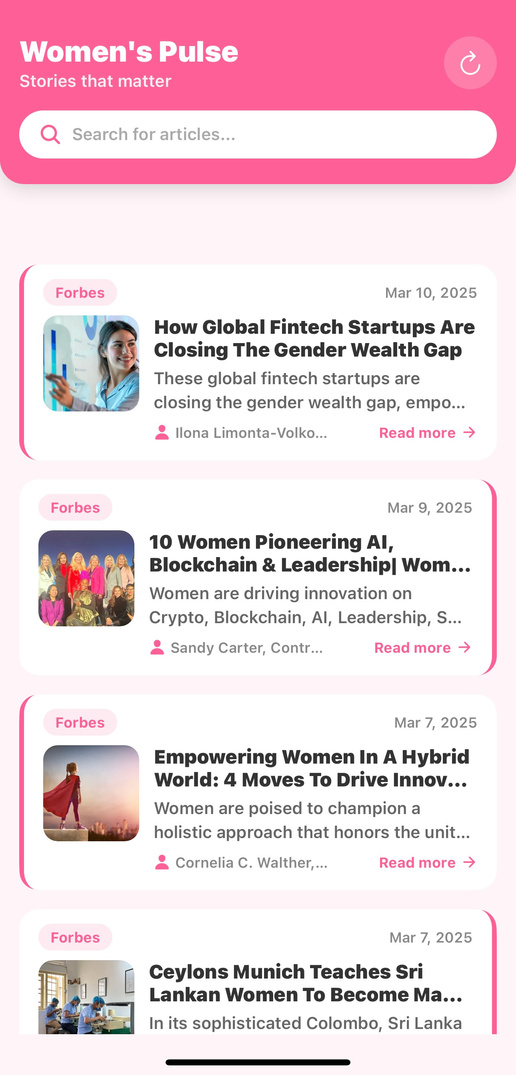 Women's Pulse
Stories that matter
Search for articles...
Forbes
Mar 10, 2025
How Global Fintech Startups Are
Closing The Gender Wealth Gap
These global fintech startups are
closing the gender wealth gap, empo...
Ilona Limonta-Volko...
Read more →
Forbes
Mar 9, 2025
10 Women Pioneering AI,
Blockchain & Leadership| Wom...
Women are driving innovation on
Crypto, Blockchain, AI, Leadership, S...
Sandy Carter, Contr...
Read more →
Forbes
Mar 7, 2025
Empowering Women In A Hybrid
World: 4 Moves To Drive Innov...
Women are poised to champion a
holistic approach that honors the unit...
Cornelia C. Walther,...
Read more →
Forbes
Mar 7, 2025
Ceylons Munich Teaches Sri
Lankan Women To Become Ma...
In its sophisticated Colombo, Sri Lanka